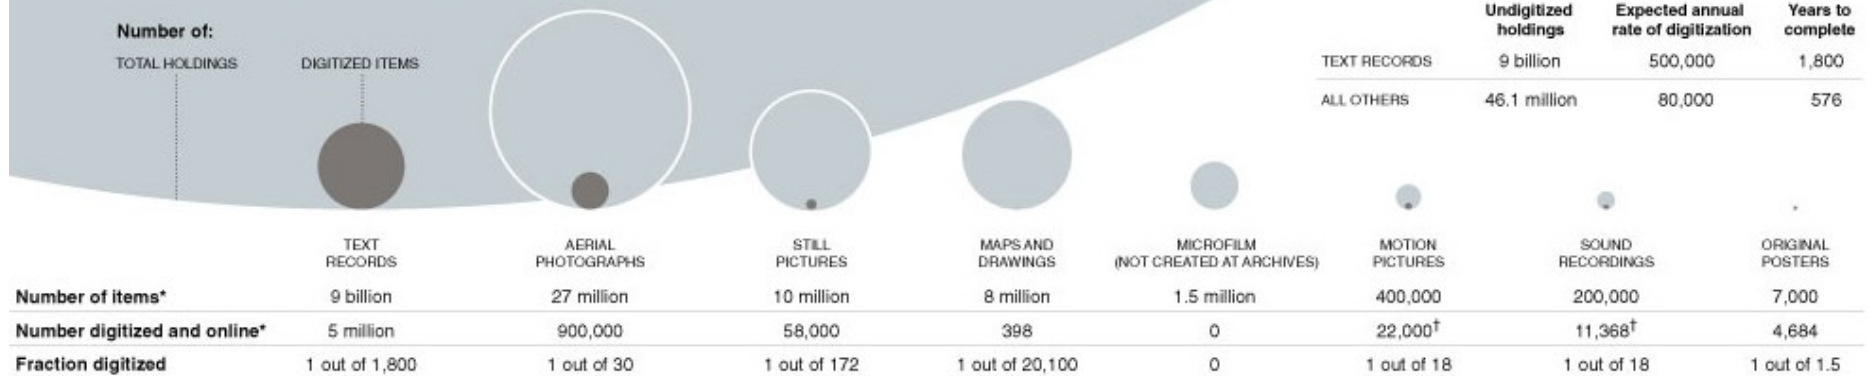 Number of:
TOTAL HOLDINGS
DIGITIZED ITEMS
Undigitized holdings Expected annual rate of digitization Years to complete
TEXT RECORDS 9 billion 500,000 1,800
ALL OTHERS 46.1 million 80,000 576
TEXT RECORDS AERIAL PHOTOGRAPHS STILL PICTURES MAPS AND DRAWINGS MICROFILM (NOT CREATED AT ARCHIVES) MOTION PICTURES SOUND RECORDINGS ORIGINAL POSTERS
Number of items* 9 billion 27 million 10 million 8 million 1.5 million 400,000 200,000 7,000
Number digitized and online* 5 million 900,000 58,000 398 0 22,000† 11,368† 4,684
Fraction digitized 1 out of 1,800 1 out of 30 1 out of 172 1 out of 20,100 0 1 out of 18 1 out of 18 1 out of 1.5